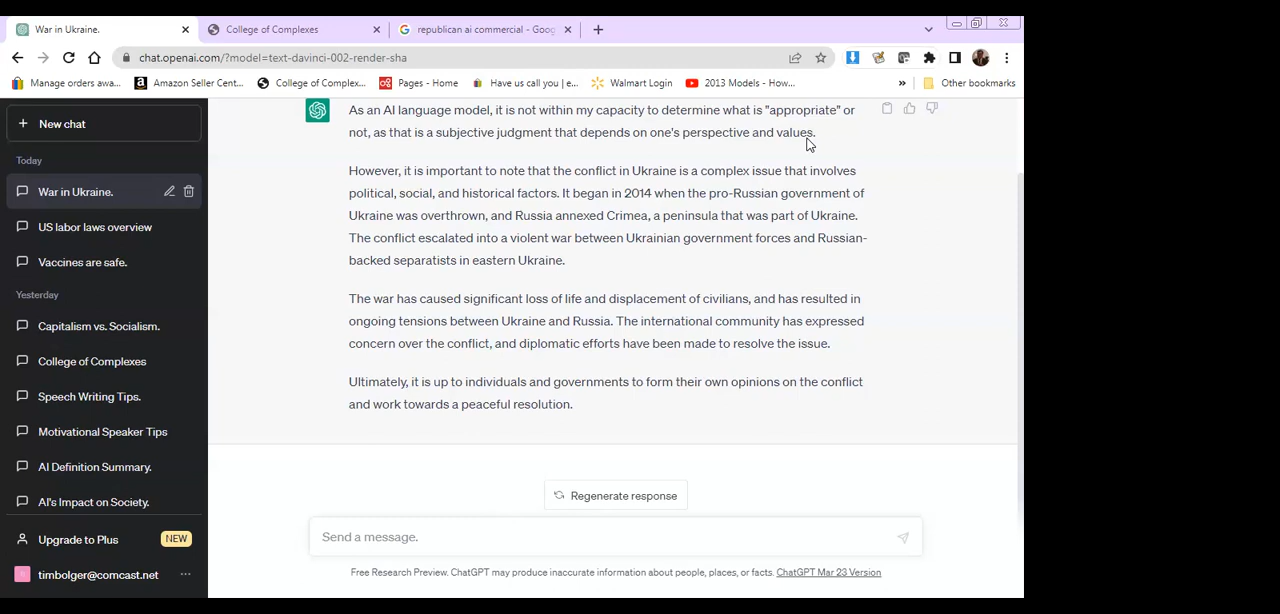 War in Ukraine.
College of Complexes
republican ai commercial - Goog
chat.openai.com/?model=text-davinci-002-render-sha
Manage orders awa...
Amazon Seller Cent...
College of Complex...
Pages - Home
Have us call you | e...
Walmart Login
2013 Models - How...
»
Other bookmarks
+ New chat
Today
War in Ukraine.
US labor laws overview
Vaccines are safe.
Yesterday
Capitalism vs. Socialism.
College of Complexes
Speech Writing Tips.
Motivational Speaker Tips
AI Definition Summary.
AI's Impact on Society.
Upgrade to Plus NEW
timbolger@comcast.net ...
As an AI language model, it is not within my capacity to determine what is "appropriate" or
not, as that is a subjective judgment that depends on one's perspective and values.
However, it is important to note that the conflict in Ukraine is a complex issue that involves
political, social, and historical factors. It began in 2014 when the pro-Russian government of
Ukraine was overthrown, and Russia annexed Crimea, a peninsula that was part of Ukraine.
The conflict escalated into a violent war between Ukrainian government forces and Russian-
backed separatists in eastern Ukraine.
The war has caused significant loss of life and displacement of civilians, and has resulted in
ongoing tensions between Ukraine and Russia. The international community has expressed
concern over the conflict, and diplomatic efforts have been made to resolve the issue.
Ultimately, it is up to individuals and governments to form their own opinions on the conflict
and work towards a peaceful resolution.
Regenerate response
Send a message.
Free Research Preview. ChatGPT may produce inaccurate information about people, places, or facts. ChatGPT Mar 23 Version